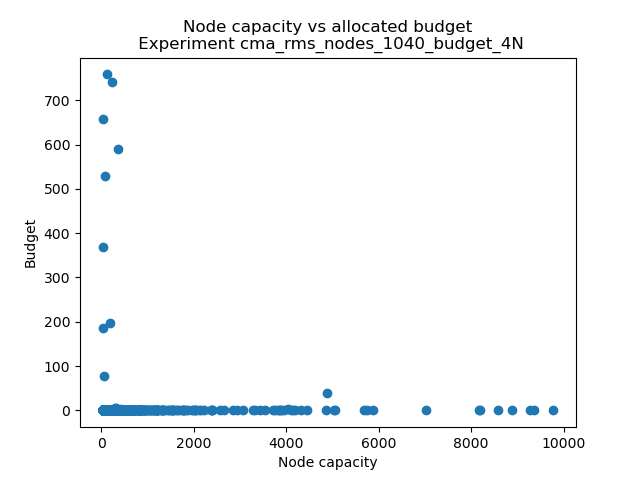 Node capacity vs allocated budget
Experiment cma_rms_nodes_1040_budget_4N
700
600
500
400
300
200
100
0
Budget
0 2000 4000 6000 8000 10000
Node capacity